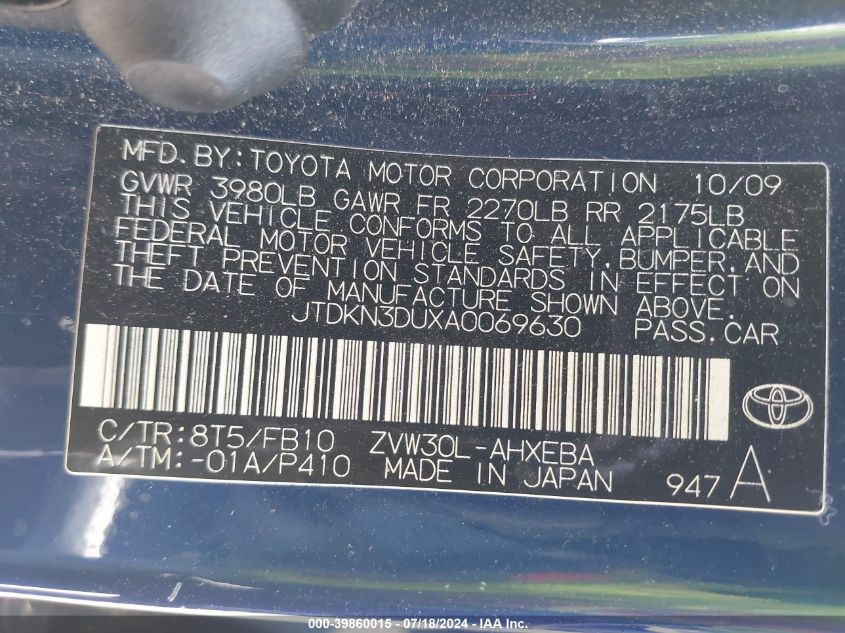 MFD. BY: TOYOTA MOTOR CORPORATION 10/09
GVWR 3980LB GAWR FR 2270LB RR 2175LB
THIS VEHICLE CONFORMS TO ALL APPLICABLE
FEDERAL MOTOR VEHICLE SAFETY, BUMPER, AND
THEFT PREVENTION STANDARDS IN EFFECT ON
THE DATE OF MANUFACTURE SHOWN ABOVE.
JTDKN3DUXA0069630 PASS. CAR
C/TR: 8T5/FB10 ZVW30L-AHXEBA
A/TM: -01A/P410 MADE IN JAPAN 947 A
000-39860015 - 07/18/2024 - IAA Inc.